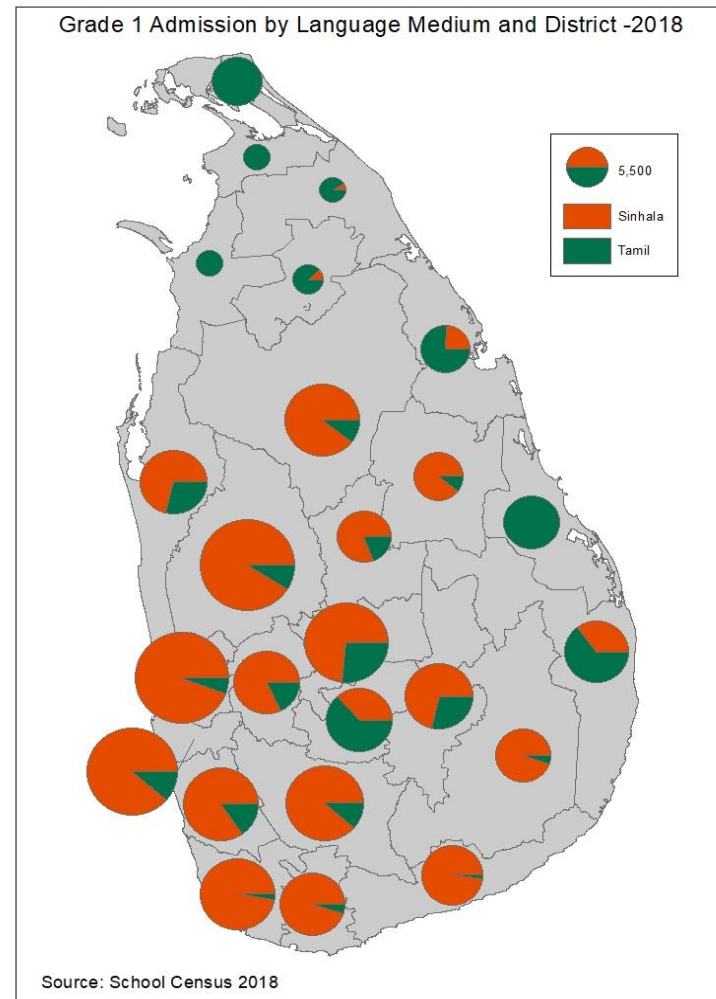 Grade 1 Admission by Language Medium and District -2018
5,500
Sinhala
Tamil
Source: School Census 2018